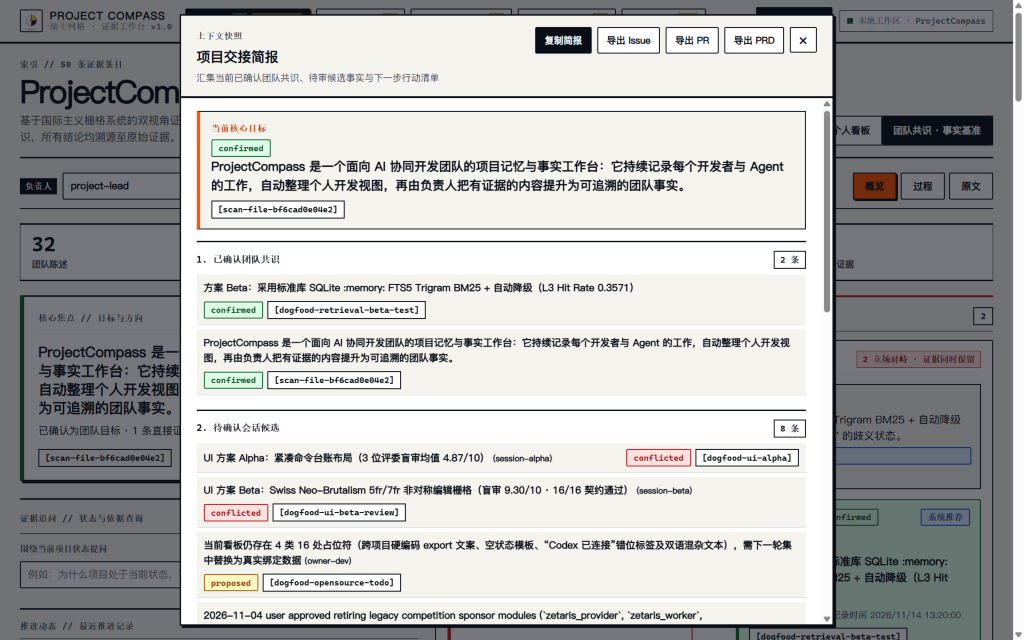 PROJECT COMPASS
瑞士网格 · 证据工作台 v1.0
本地工作区 · ProjectCompass
索引 // 50 条证据条目
ProjectCom
基于国际主义栅格系统的双视角证
识，所有结论均溯源至原始证据。
个人看板
团队共识 · 事实基准
负责人
project-lead
概览
过程
原文
32
团队陈述
证据
核心焦点 // 目标与方向
ProjectCompass 是一
与事实工作台：它持续
自动整理个人开发视图
为可追溯的团队事实。
已确认为团队目标 · 1 条直接证
[scan-file-bf6cad0e04e2]
证据追问 // 状态与依据查询
围绕当前项目状态提问
例如：为什么项目处于当前状态、
推进动态 // 最近推进记录
上下文快照
项目交接简报
汇集当前已确认团队共识、待审候选事实与下一步行动清单
复制简报
导出 Issue
导出 PR
导出 PRD
✕
当前核心目标
confirmed
ProjectCompass 是一个面向 AI 协同开发团队的项目记忆与事实工作台：它持续记录每个开发者与 Agent
的工作，自动整理个人开发视图，再由负责人把有证据的内容提升为可追溯的团队事实。
[scan-file-bf6cad0e04e2]
1. 已确认团队共识
2 条
方案 Beta：采用标准库 SQLite :memory: FTS5 Trigram BM25 + 自动降级（L3 Hit Rate 0.3571）
confirmed
[dogfood-retrieval-beta-test]
ProjectCompass 是一个面向 AI 协同开发团队的项目记忆与事实工作台：它持续记录每个开发者与 Agent 的工作，自动整理个人开发视
图，再由负责人把有证据的内容提升为可追溯的团队事实。
confirmed
[scan-file-bf6cad0e04e2]
2. 待确认会话候选
8 条
UI 方案 Alpha：紧凑命令台账布局（3 位评委盲审均值 4.87/10） (session-alpha)
conflicted
[dogfood-ui-alpha]
UI 方案 Beta：Swiss Neo-Brutalism 5fr/7fr 非对称编辑栅格（盲审 9.30/10 · 16/16 契约通过） (session-beta)
conflicted
[dogfood-ui-beta-review]
当前看板仍存在 4 类 16 处占位符（跨项目硬编码 export 文案、空状态模板、“Codex 已连接”错位标签及双语混杂文本），需下一轮集
中替换为真实绑定数据 (owner-dev)
proposed
[dogfood-opensource-todo]
2026-11-04 user approved retiring legacy competition sponsor modules (`zetaris_provider`, `zetaris_worker`,
2
2 立场对峙 · 证据同时保留
Trigram BM25 + 自动降级
的歧义状态。
nfirmed
系统推荐
准库 SQLite :memory:
25 + 自动降级（L3 Hit
记录时间 2026/11/14 13:20:00
[dogfood-retrieval-beta-test]